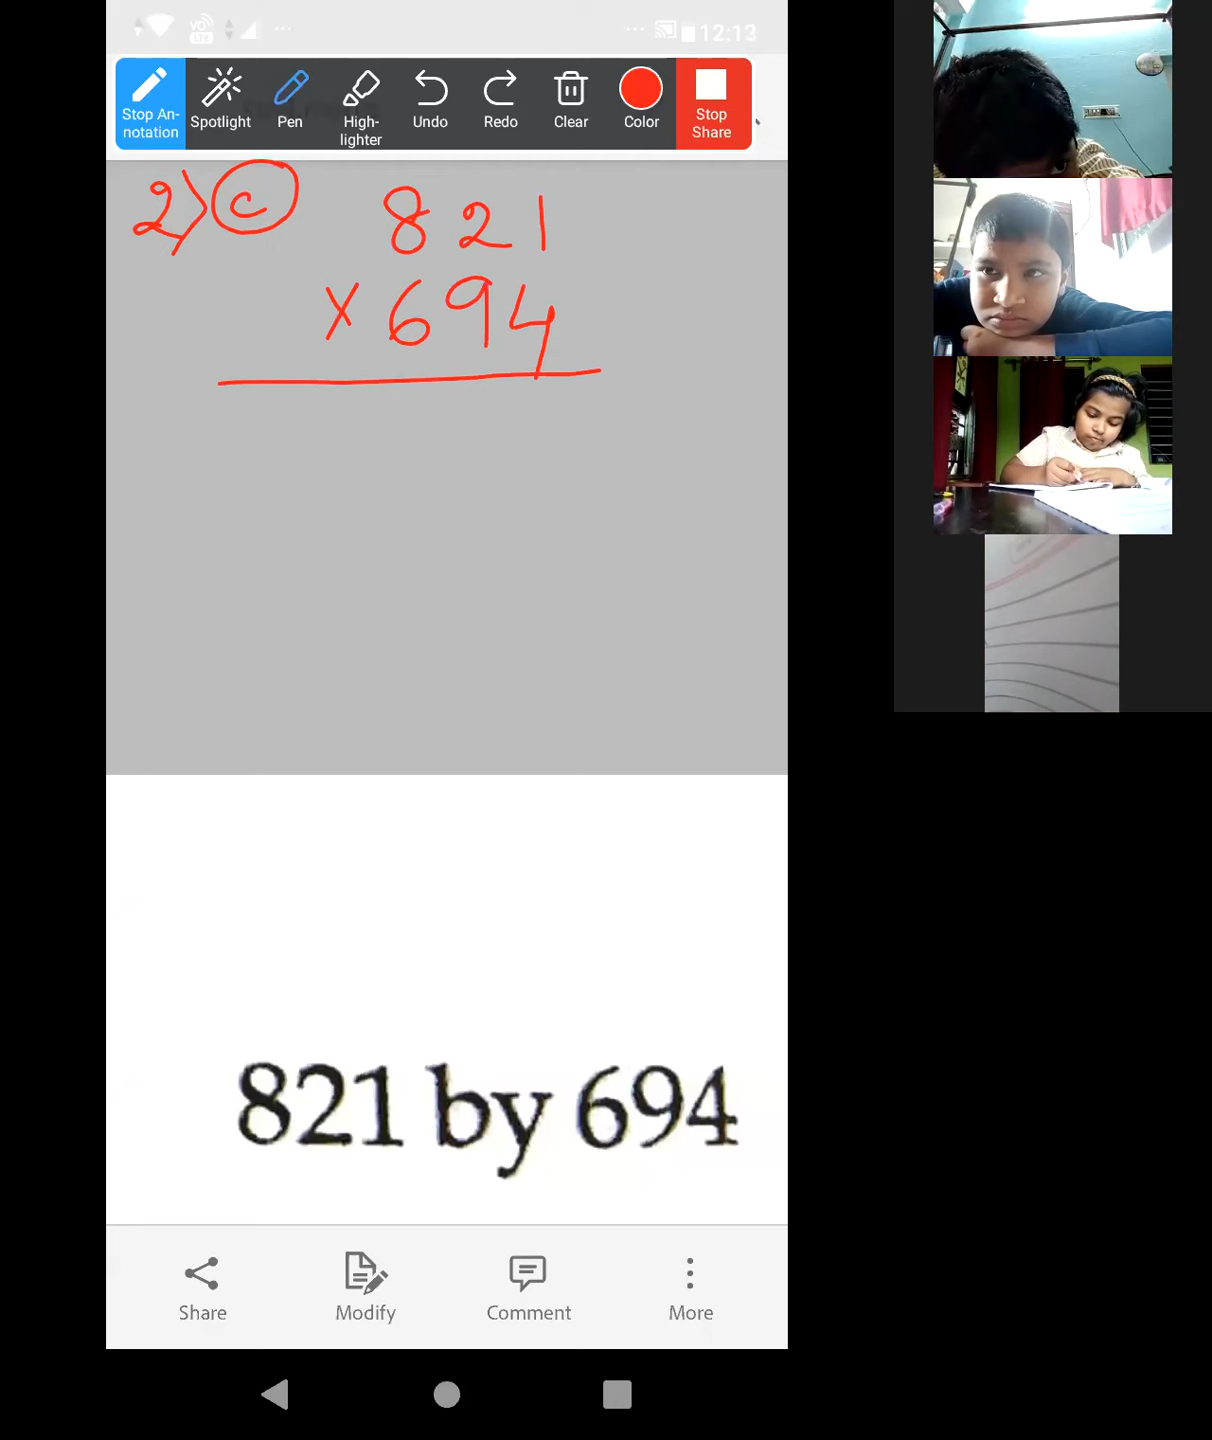 12:13
Stop An-
notation
Spotlight
Pen
High-
lighter
Undo
Redo
Clear
Color
Stop
Share
2) c 821
× 694
821 by 694
Share
Modify
Comment
More